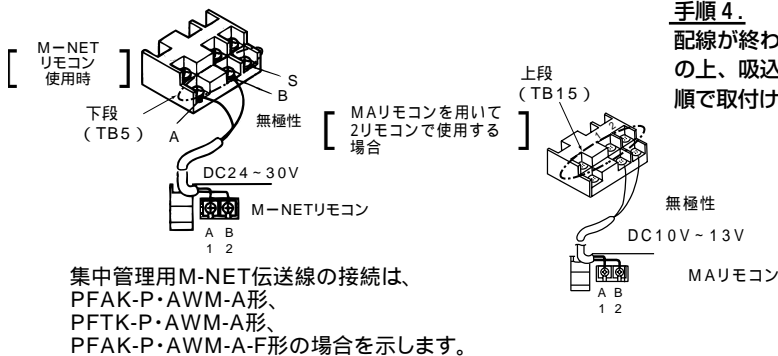 [ M－NET
リモコン
使用時 ]
S
B
A
下段
（TB5）
無極性
DC24～30V
M－NETリモコン
A B
1 2
集中管理用M-NET伝送線の接続は、
PFAK-P・AWM-A形、
PFTK-P・AWM-A形、
PFAK-P・AWM-A-F形の場合を示します。
[ MAリモコンを用いて
2リモコンで使用する
場合 ]
上段
（TB15）
1 2
無極性
DC10V～13V
MAリモコン
A B
1 2
手順４.
配線が終わ
の上、吸込
順で取付け